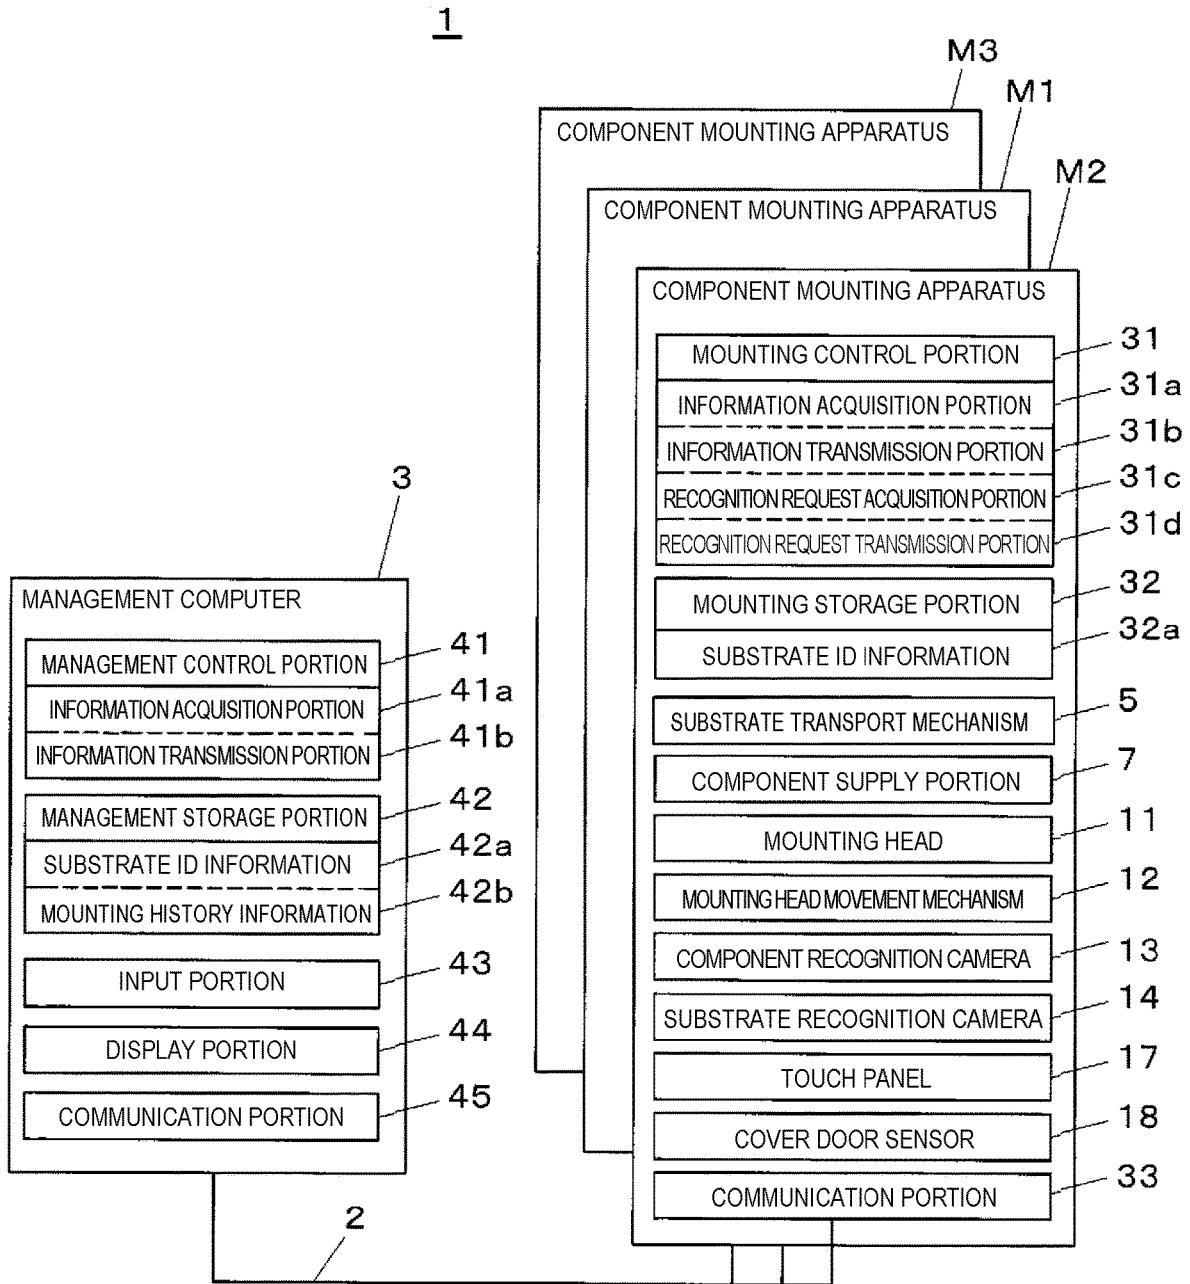 1
M3
COMPONENT MOUNTING APPARATUS
M1
COMPONENT MOUNTING APPARATUS
M2
COMPONENT MOUNTING APPARATUS
MOUNTING CONTROL PORTION 31
INFORMATION ACQUISITION PORTION 31a
INFORMATION TRANSMISSION PORTION 31b
RECOGNITION REQUEST ACQUISITION PORTION 31c
RECOGNITION REQUEST TRANSMISSION PORTION 31d
MOUNTING STORAGE PORTION 32
SUBSTRATE ID INFORMATION 32a
SUBSTRATE TRANSPORT MECHANISM 5
COMPONENT SUPPLY PORTION 7
MOUNTING HEAD 11
MOUNTING HEAD MOVEMENT MECHANISM 12
COMPONENT RECOGNITION CAMERA 13
SUBSTRATE RECOGNITION CAMERA 14
TOUCH PANEL 17
COVER DOOR SENSOR 18
COMMUNICATION PORTION 33
3
MANAGEMENT COMPUTER
MANAGEMENT CONTROL PORTION 41
INFORMATION ACQUISITION PORTION 41a
INFORMATION TRANSMISSION PORTION 41b
MANAGEMENT STORAGE PORTION 42
SUBSTRATE ID INFORMATION 42a
MOUNTING HISTORY INFORMATION 42b
INPUT PORTION 43
DISPLAY PORTION 44
COMMUNICATION PORTION 45
2